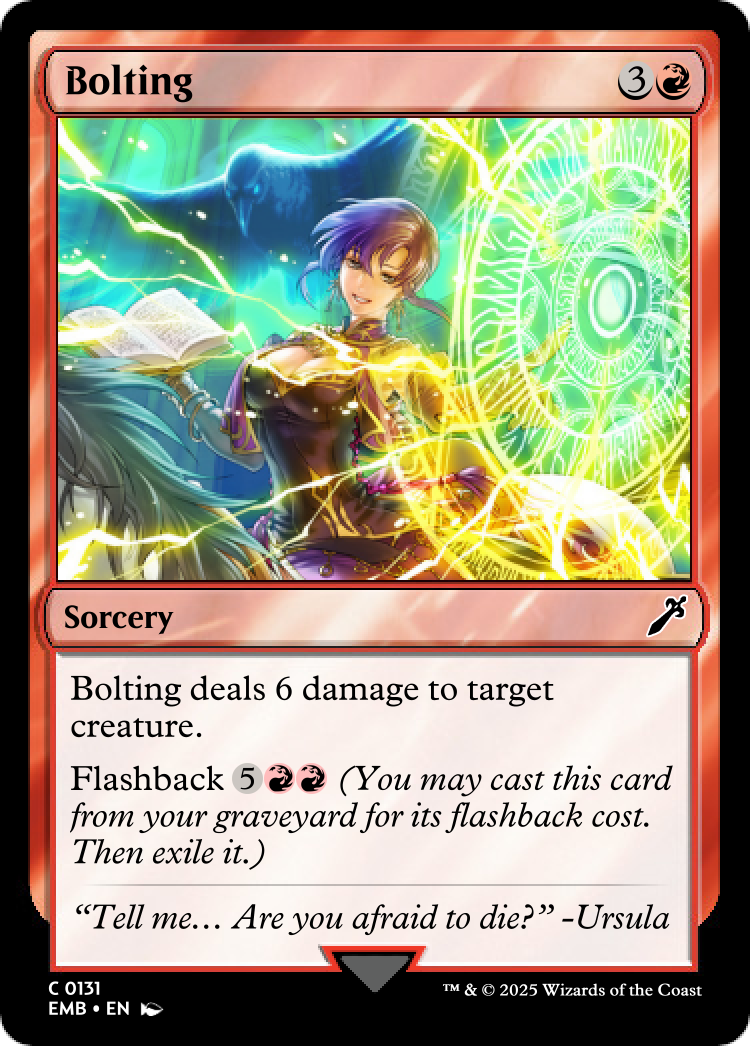 Bolting 3
Sorcery
Bolting deals 6 damage to target
creature.
Flashback 5 (You may cast this card
from your graveyard for its flashback cost.
Then exile it.)
“Tell me… Are you afraid to die?” -Ursula
C 0131
EMB • EN
™ & © 2025 Wizards of the Coast